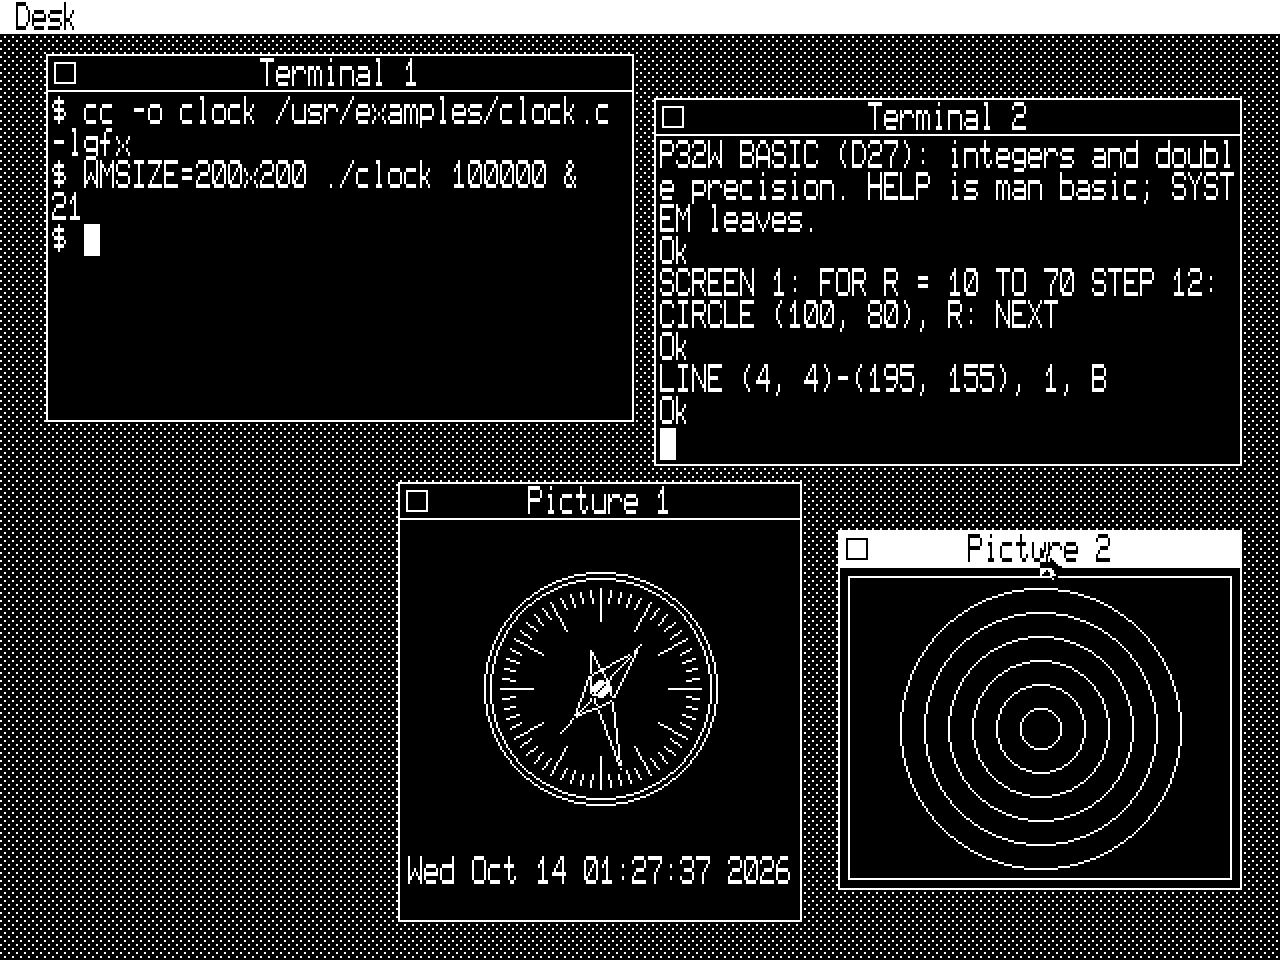 Desk
Terminal 1
$ cc -o clock /usr/examples/clock.c
-lgfx
$ WMSIZE=200x200 ./clock 100000 &
21
$
Terminal 2
P32W BASIC (D27): integers and doubl
e precision. HELP is man basic; SYST
EM leaves.
Ok
SCREEN 1: FOR R = 10 TO 70 STEP 12:
CIRCLE (100, 80), R: NEXT
Ok
LINE (4, 4)-(195, 155), 1, B
Ok
Picture 1
Wed Oct 14 01:27:37 2026
Picture 2